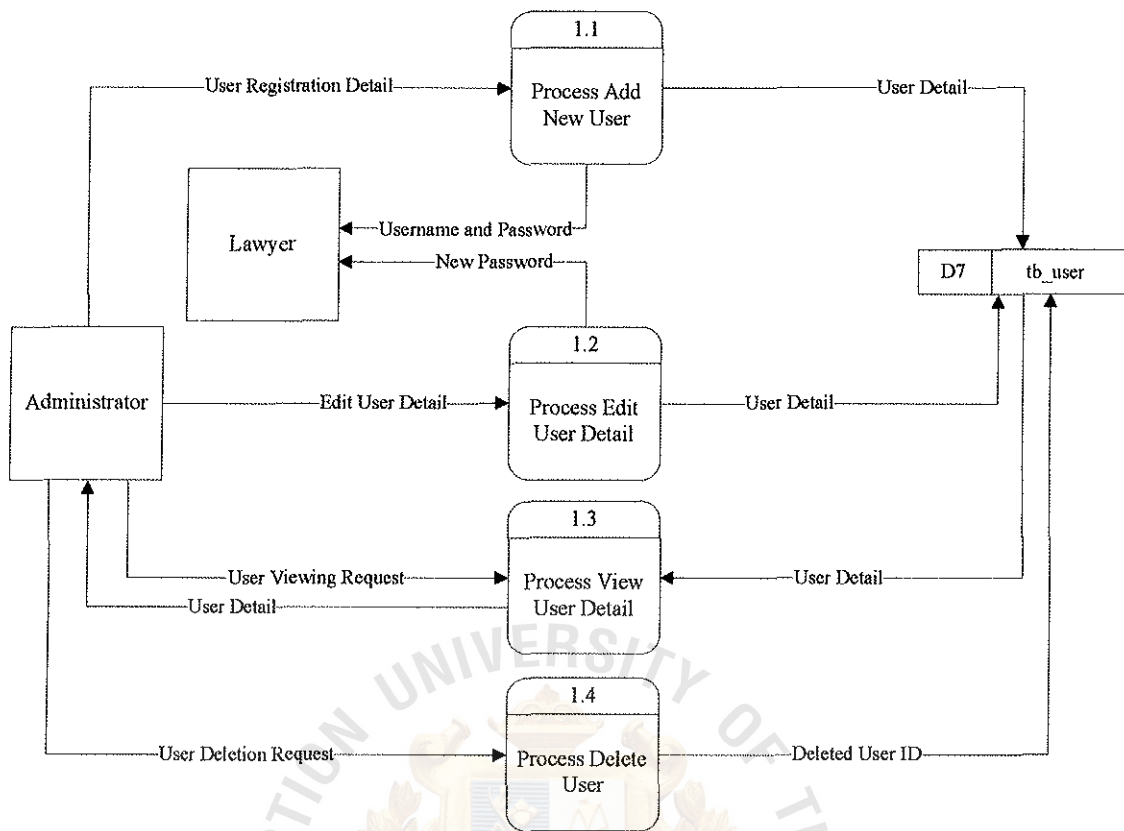 1.1
Process Add
New User
User Registration Detail
User Detail
Lawyer
Username and Password
New Password
D7
tb_user
Administrator
1.2
Process Edit
User Detail
Edit User Detail
User Detail
1.3
Process View
User Detail
User Viewing Request
User Detail
User Detail
UNIVERSITY OF
1.4
Process Delete
User
User Deletion Request
Deleted User ID